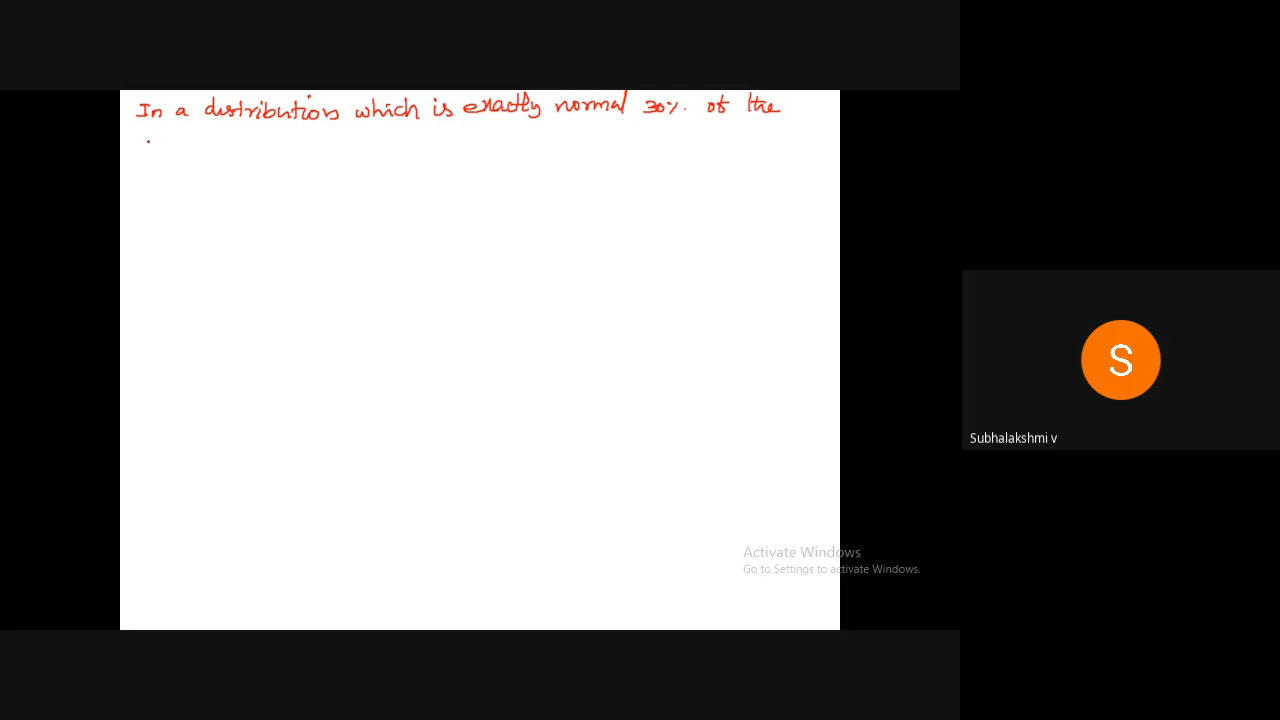 In a distribution which is exactly normal 30%. of the
S
Subhalakshmi v
Activate Windows
Go to Settings to activate Windows.